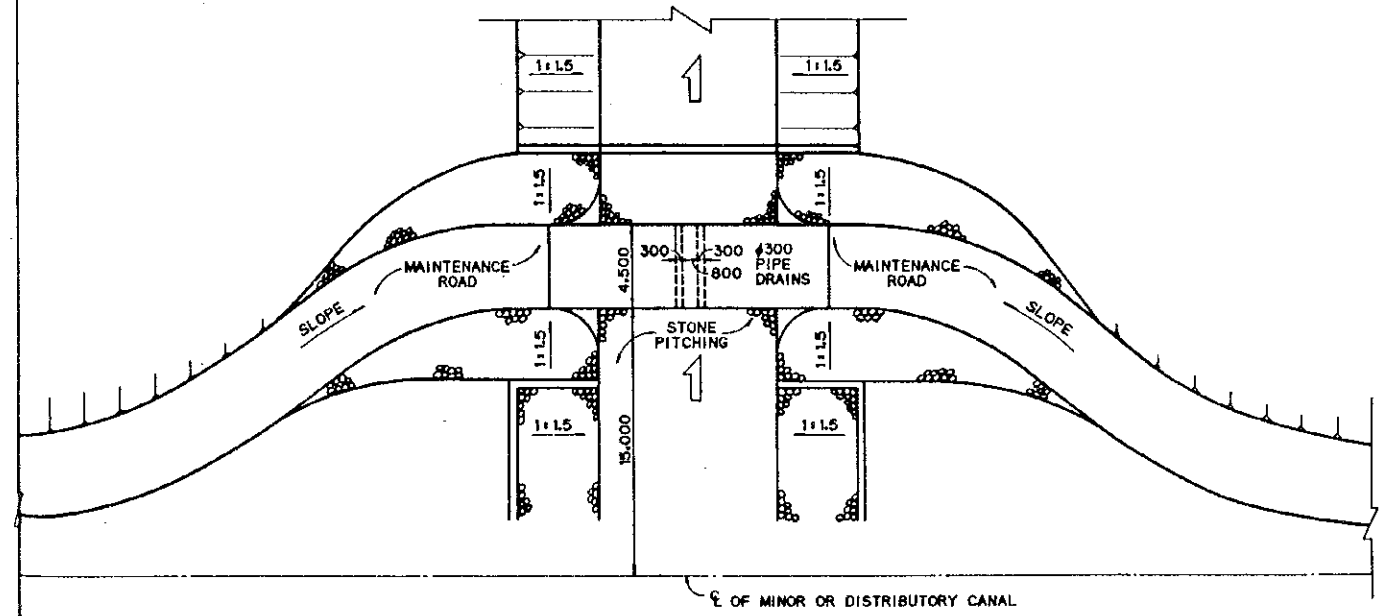 1:1.5
1:1.5
1:1.5
1:1.5
MAINTENANCE
ROAD
SLOPE
4.500
300
300
800
φ300
PIPE
DRAINS
MAINTENANCE
ROAD
SLOPE
STONE
PITCHING
1:1.5
1:1.5
1:1.5
1:1.5
15.000
℄ OF MINOR OR DISTRIBUTORY CANAL